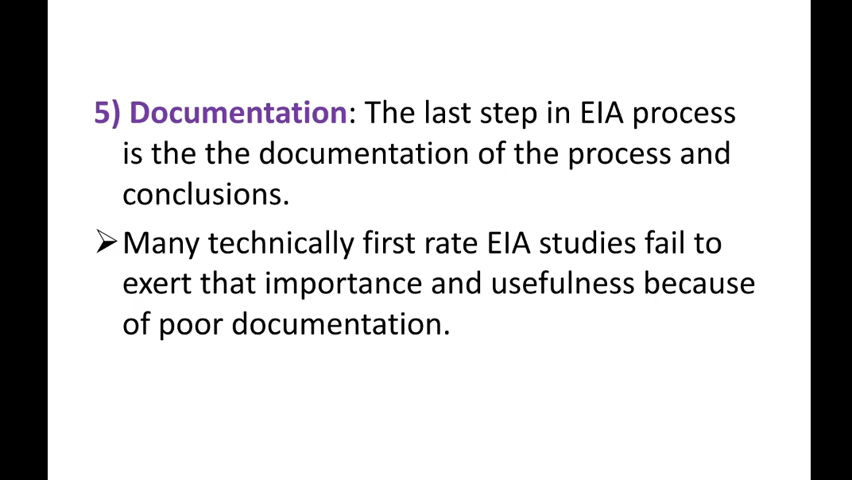 5) Documentation: The last step in EIA process
is the the documentation of the process and
conclusions.
➢Many technically first rate EIA studies fail to
exert that importance and usefulness because
of poor documentation.